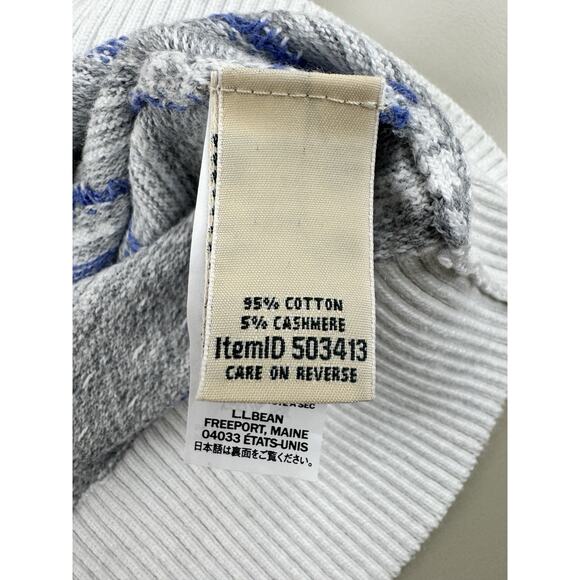 95% COTTON
5% CASHMERE
ItemID 503413
CARE ON REVERSE
A SEC
L.L.BEAN
FREEPORT, MAINE
04033 ÉTATS-UNIS
日本語は裏面をご覧ください。